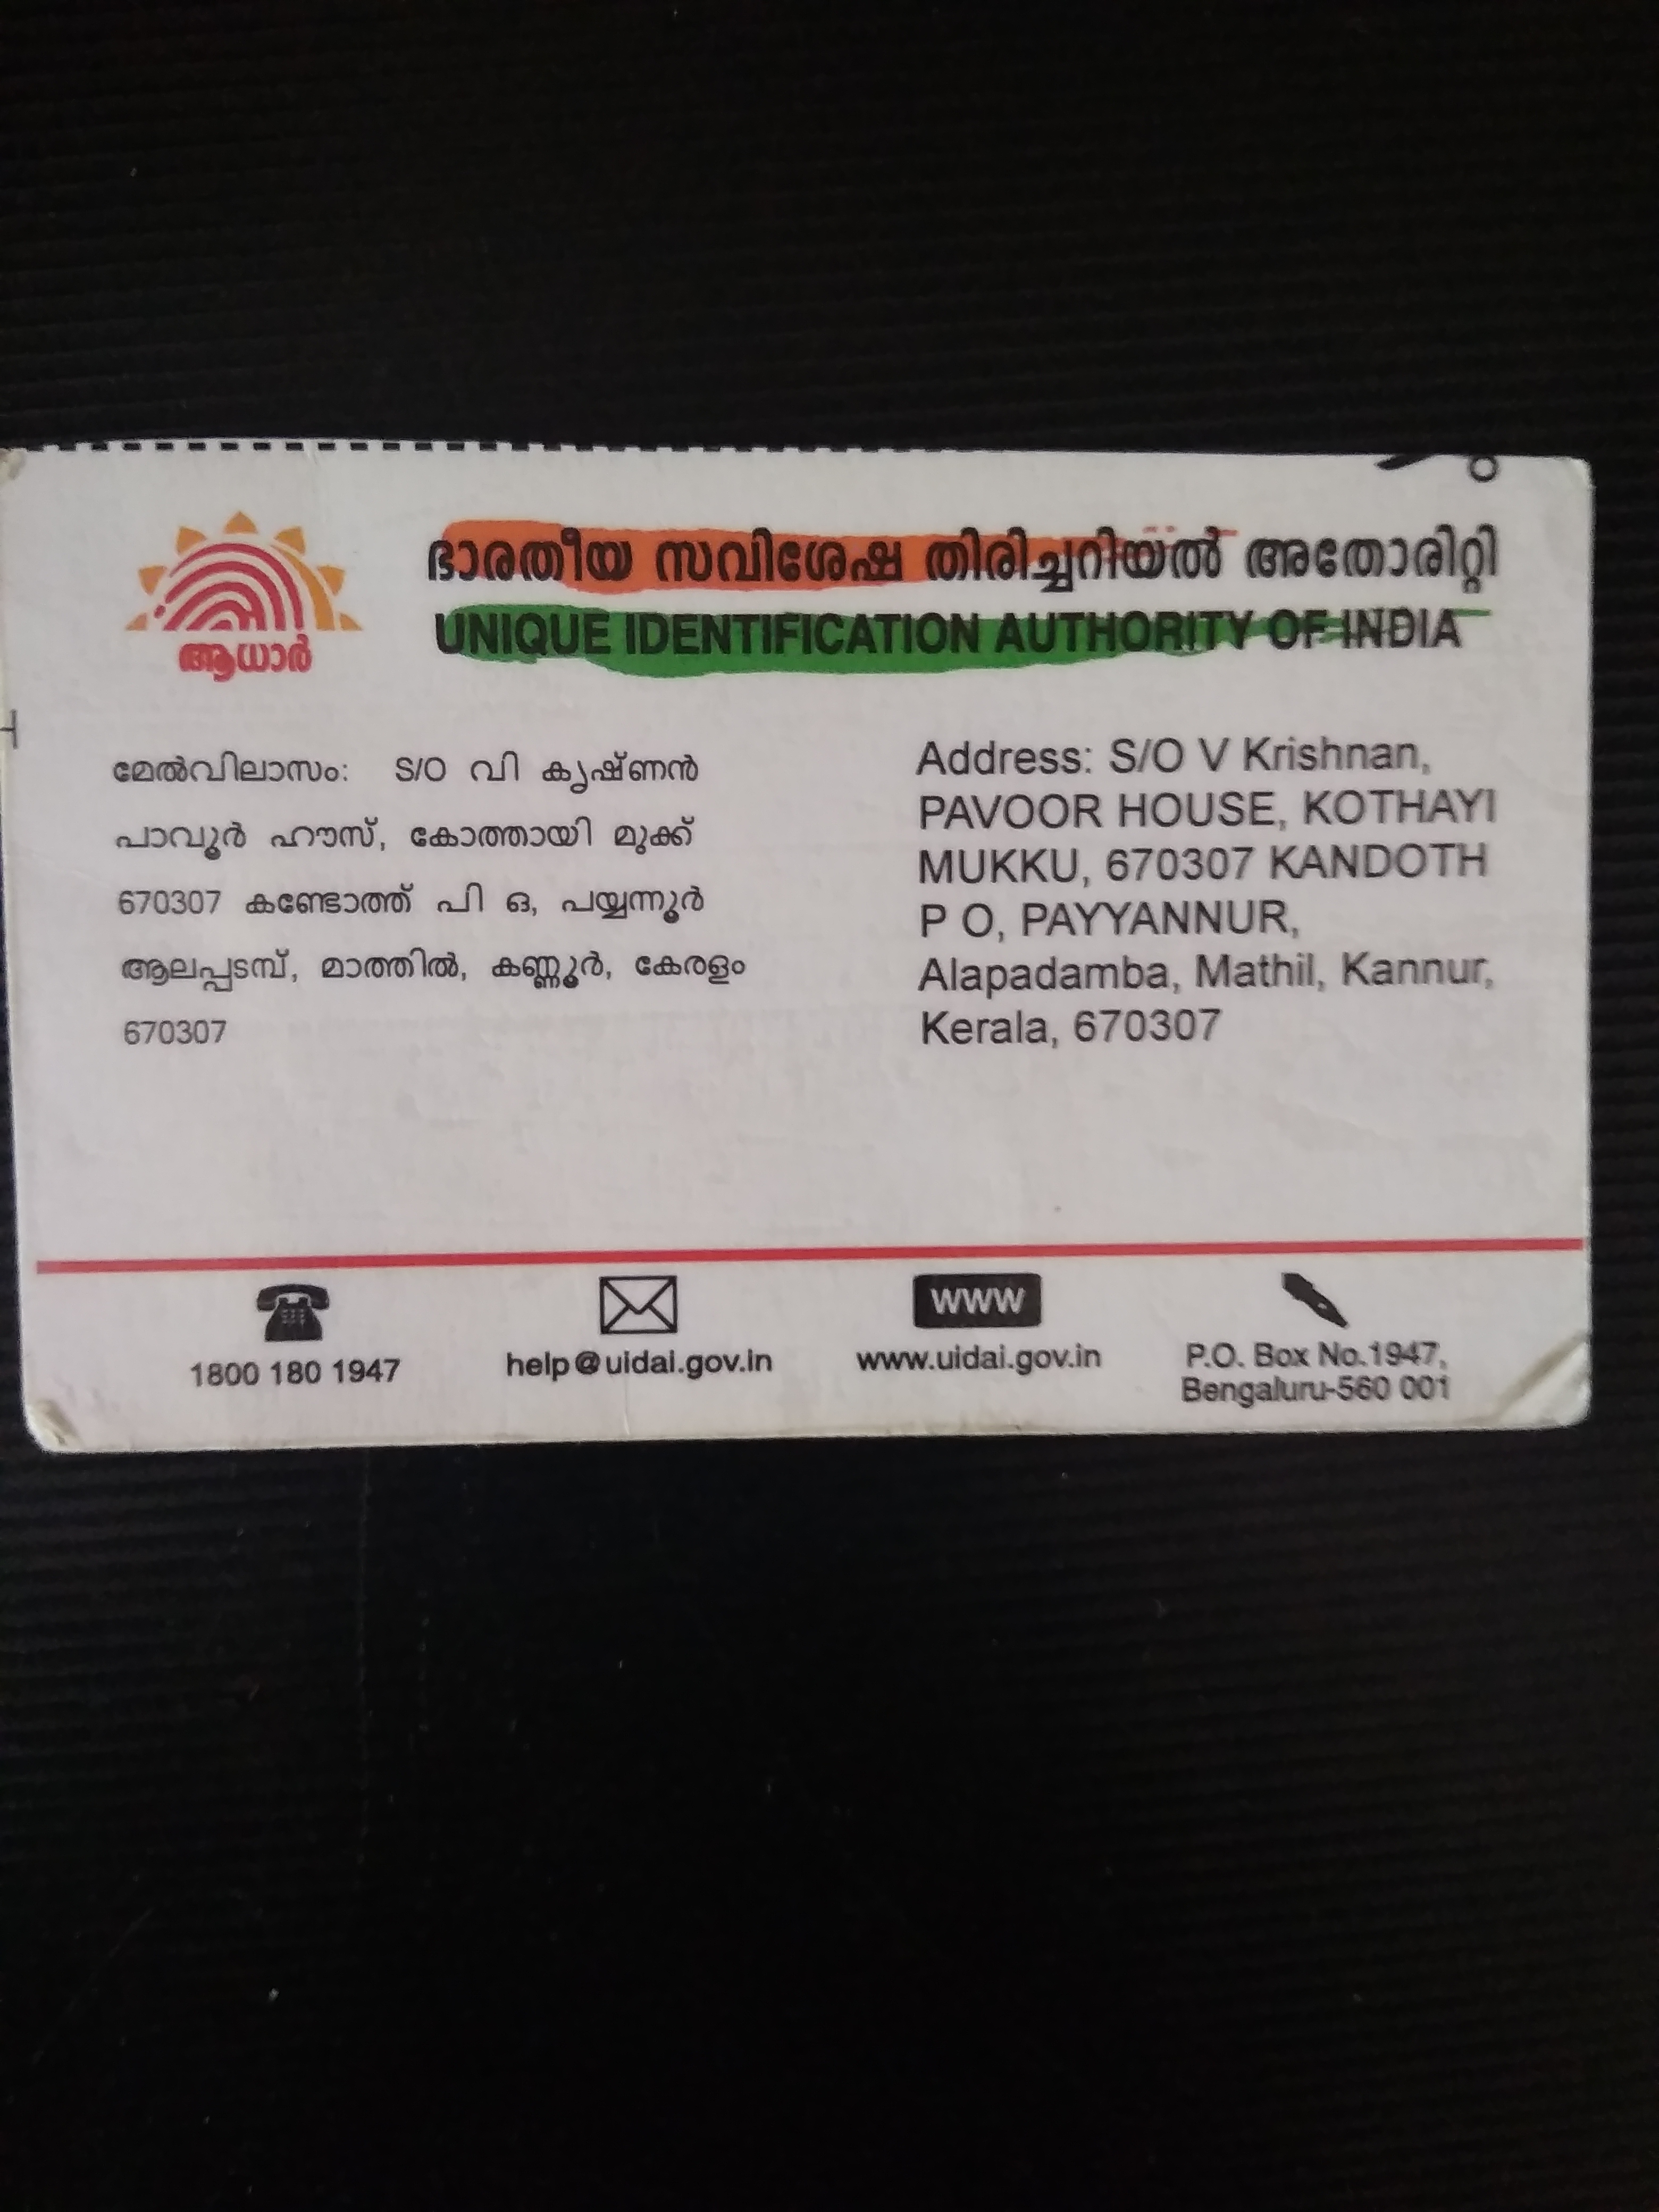 ആധാർ
ഭാരതീയ സവിശേഷ തിരിച്ചറിയൽ അതോരിറ്റി
UNIQUE IDENTIFICATION AUTHORITY OF INDIA
മേൽവിലാസം: S/O വി കൃഷ്ണൻ
പാവൂർ ഹൗസ്, കോത്തായി മുക്ക്
670307 കണ്ടോത്ത് പി ഒ, പയ്യന്നൂർ
ആലപ്പടമ്പ്, മാത്തിൽ, കണ്ണൂർ, കേരളം
670307
Address: S/O V Krishnan,
PAVOOR HOUSE, KOTHAYI
MUKKU, 670307 KANDOTH
P O, PAYYANNUR,
Alapadamba, Mathil, Kannur,
Kerala, 670307
1800 180 1947
help@uidai.gov.in
WWW
www.uidai.gov.in
P.O. Box No.1947,
Bengaluru-560 001